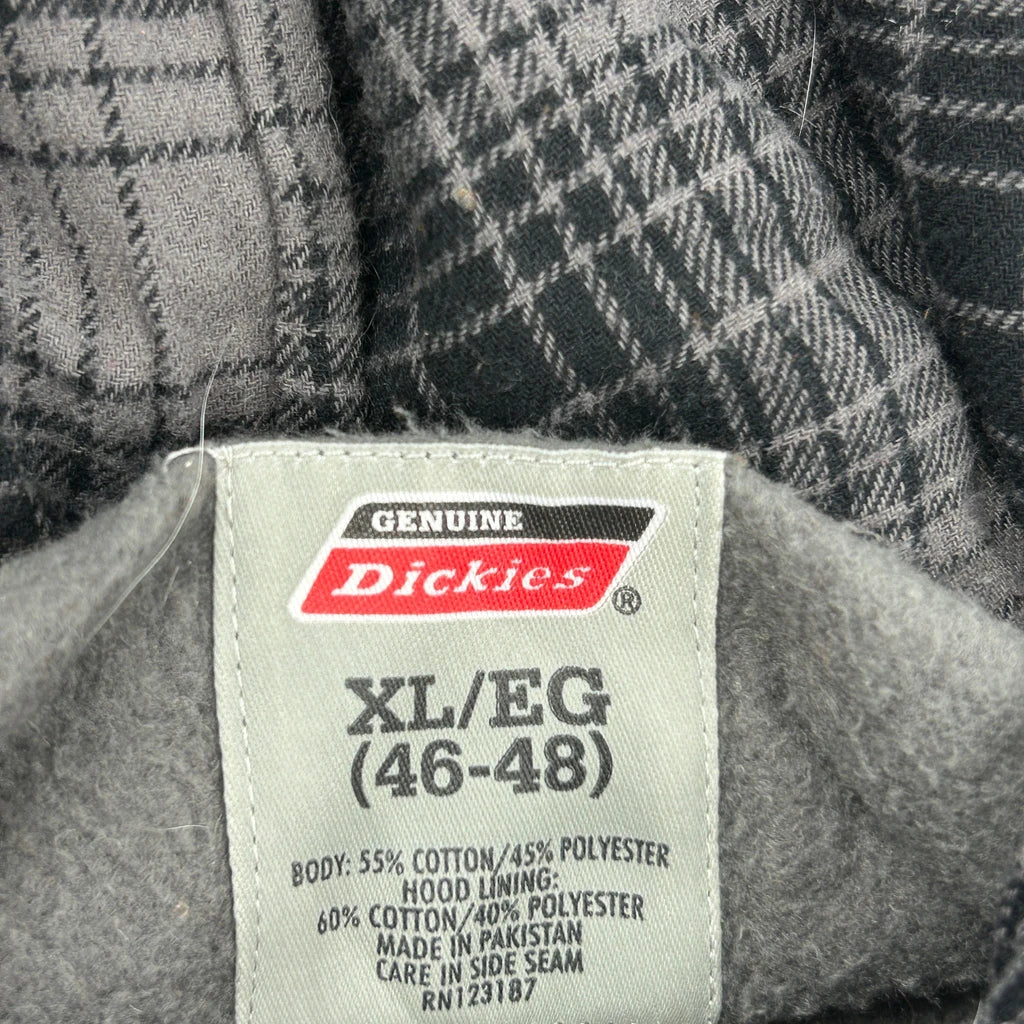 GENUINE
Dickies®
XL/EG
(46-48)
BODY: 55% COTTON/45% POLYESTER
HOOD LINING:
60% COTTON/40% POLYESTER
MADE IN PAKISTAN
CARE IN SIDE SEAM
RN123187